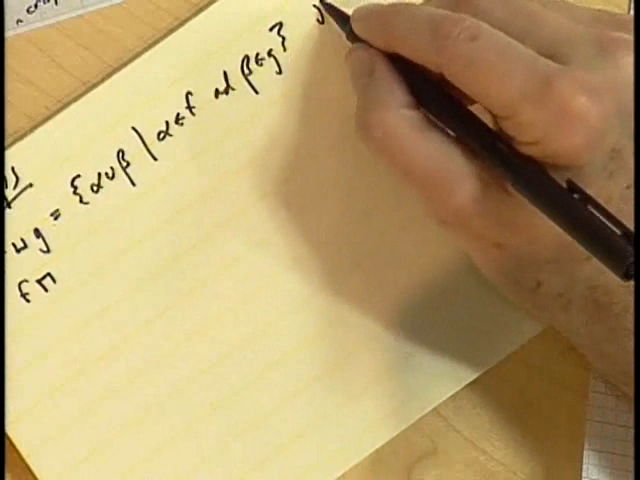 ⊔ g = {α∪β | α∈f and β∈g}
f ⊓